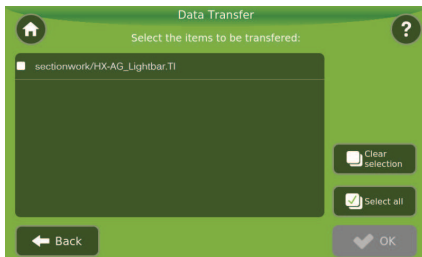 Data Transfer
Select the items to be transfered:
?
sectionwork/HX-AG_Lightbar.TI
Clear
selection
Select all
Back
OK